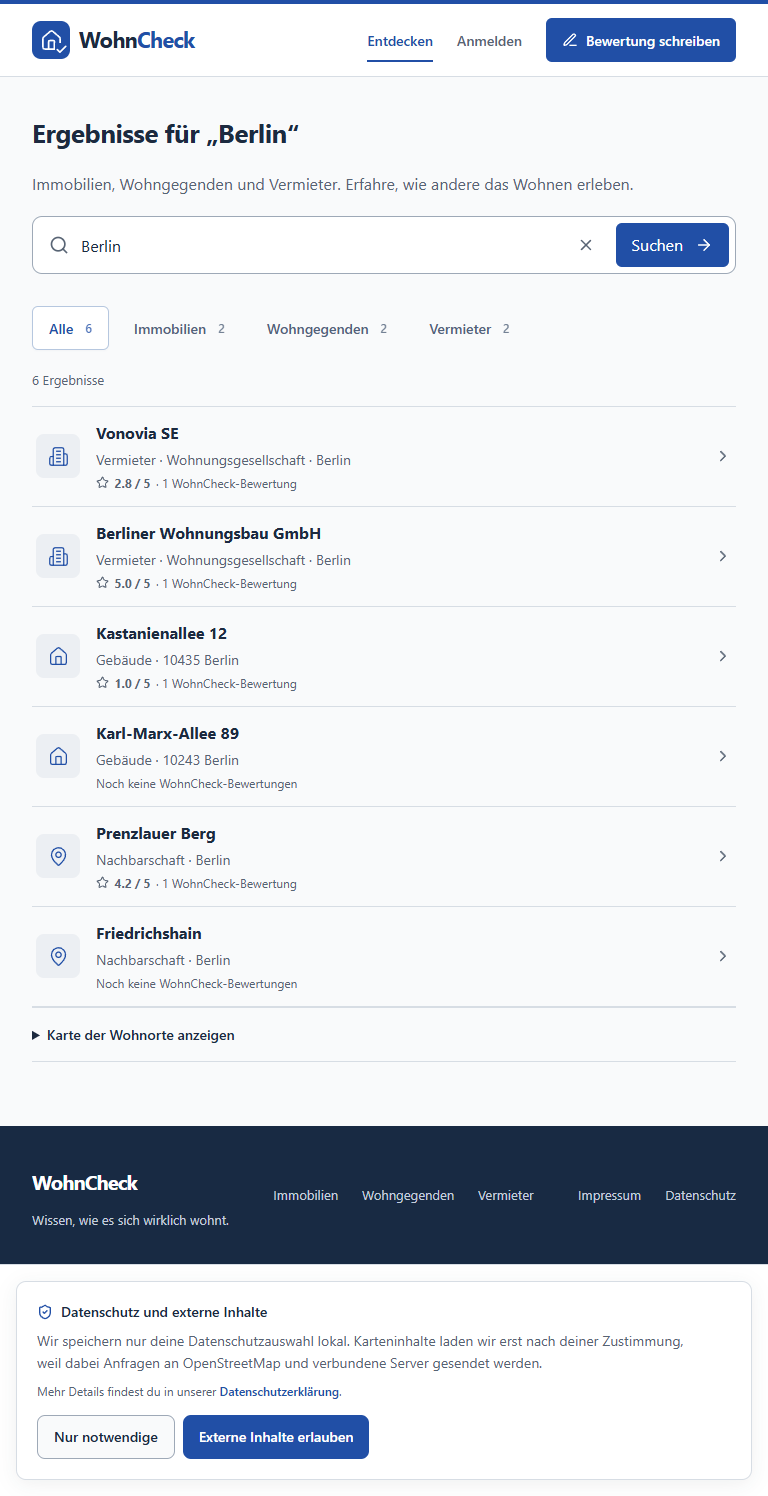 WohnCheck
Entdecken
Anmelden
Bewertung schreiben
Ergebnisse für „Berlin“
Immobilien, Wohngegenden und Vermieter. Erfahre, wie andere das Wohnen erleben.
Berlin
Suchen
Alle 6
Immobilien 2
Wohngegenden 2
Vermieter 2
6 Ergebnisse
Vonovia SE
Vermieter · Wohnungsgesellschaft · Berlin
2.8 / 5 · 1 WohnCheck-Bewertung
Berliner Wohnungsbau GmbH
Vermieter · Wohnungsgesellschaft · Berlin
5.0 / 5 · 1 WohnCheck-Bewertung
Kastanienallee 12
Gebäude · 10435 Berlin
1.0 / 5 · 1 WohnCheck-Bewertung
Karl-Marx-Allee 89
Gebäude · 10243 Berlin
Noch keine WohnCheck-Bewertungen
Prenzlauer Berg
Nachbarschaft · Berlin
4.2 / 5 · 1 WohnCheck-Bewertung
Friedrichshain
Nachbarschaft · Berlin
Noch keine WohnCheck-Bewertungen
Karte der Wohnorte anzeigen
WohnCheck
Wissen, wie es sich wirklich wohnt.
Immobilien
Wohngegenden
Vermieter
Impressum
Datenschutz
Datenschutz und externe Inhalte
Wir speichern nur deine Datenschutzauswahl lokal. Karteninhalte laden wir erst nach deiner Zustimmung,
weil dabei Anfragen an OpenStreetMap und verbundene Server gesendet werden.
Mehr Details findest du in unserer Datenschutzerklärung.
Nur notwendige
Externe Inhalte erlauben